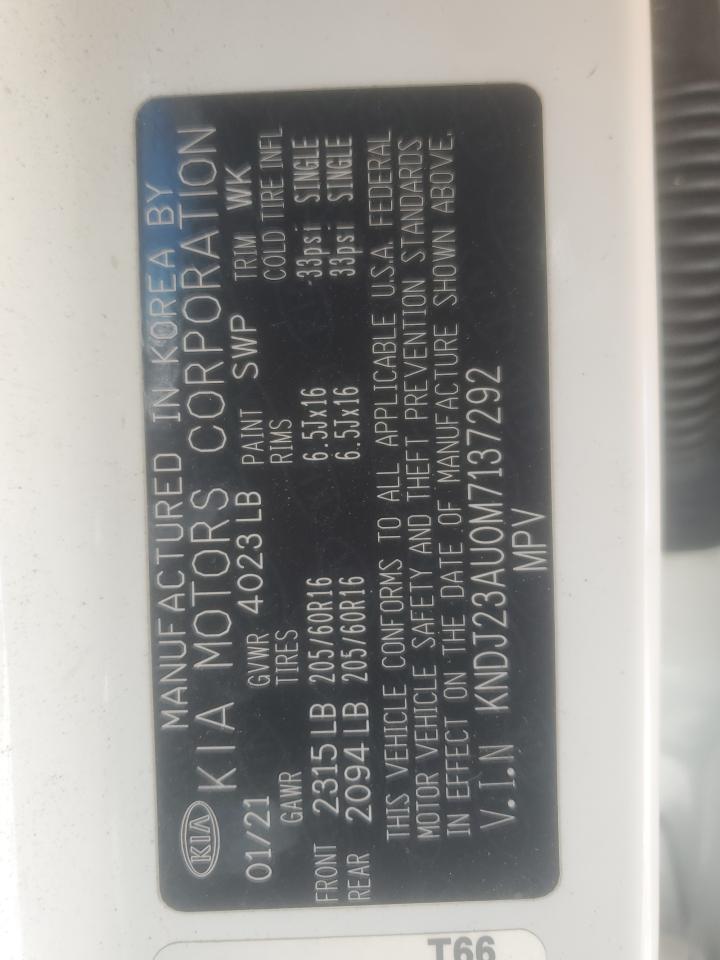 MANUFACTURED IN KOREA BY
KIA KIA MOTORS CORPORATION
01/21 GVWR 4023 LB PAINT SWP TRIM WK
GAWR TIRES RIMS COLD TIRE INFL
FRONT 2315 LB 205/60R16 6.5Jx16 33psi SINGLE
REAR 2094 LB 205/60R16 6.5Jx16 33psi SINGLE
THIS VEHICLE CONFORMS TO ALL APPLICABLE U.S.A. FEDERAL
MOTOR VEHICLE SAFETY AND THEFT PREVENTION STANDARDS
IN EFFECT ON THE DATE OF MANUFACTURE SHOWN ABOVE.
V.I.N KNDJ23AU0M7137292
MPV
T66